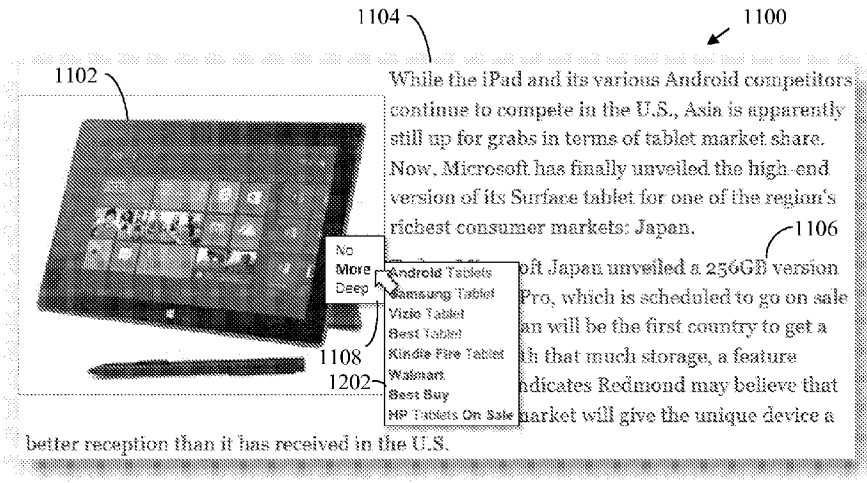 1104
1100
1102
While the iPad and its various Android competitors
continue to compete in the U.S., Asia is apparently
still up for grabs in terms of tablet market share.
Now, Microsoft has finally unveiled the high-end
version of its Surface tablet for one of the region's
richest consumer markets: Japan.
1106
oft Japan unveiled a 256GB version
Pro, which is scheduled to go on sale
an will be the first country to get a
th that much storage, a feature
ndicates Redmond may believe that
market will give the unique device a
better reception than it has received in the U.S.
No
More
Deep
1108
Android Tablets
Samsung Tablet
Vizio Tablet
Best Tablet
Kindle Fire Tablet
Walmart
Best Buy
HP Tablets On Sale
1202